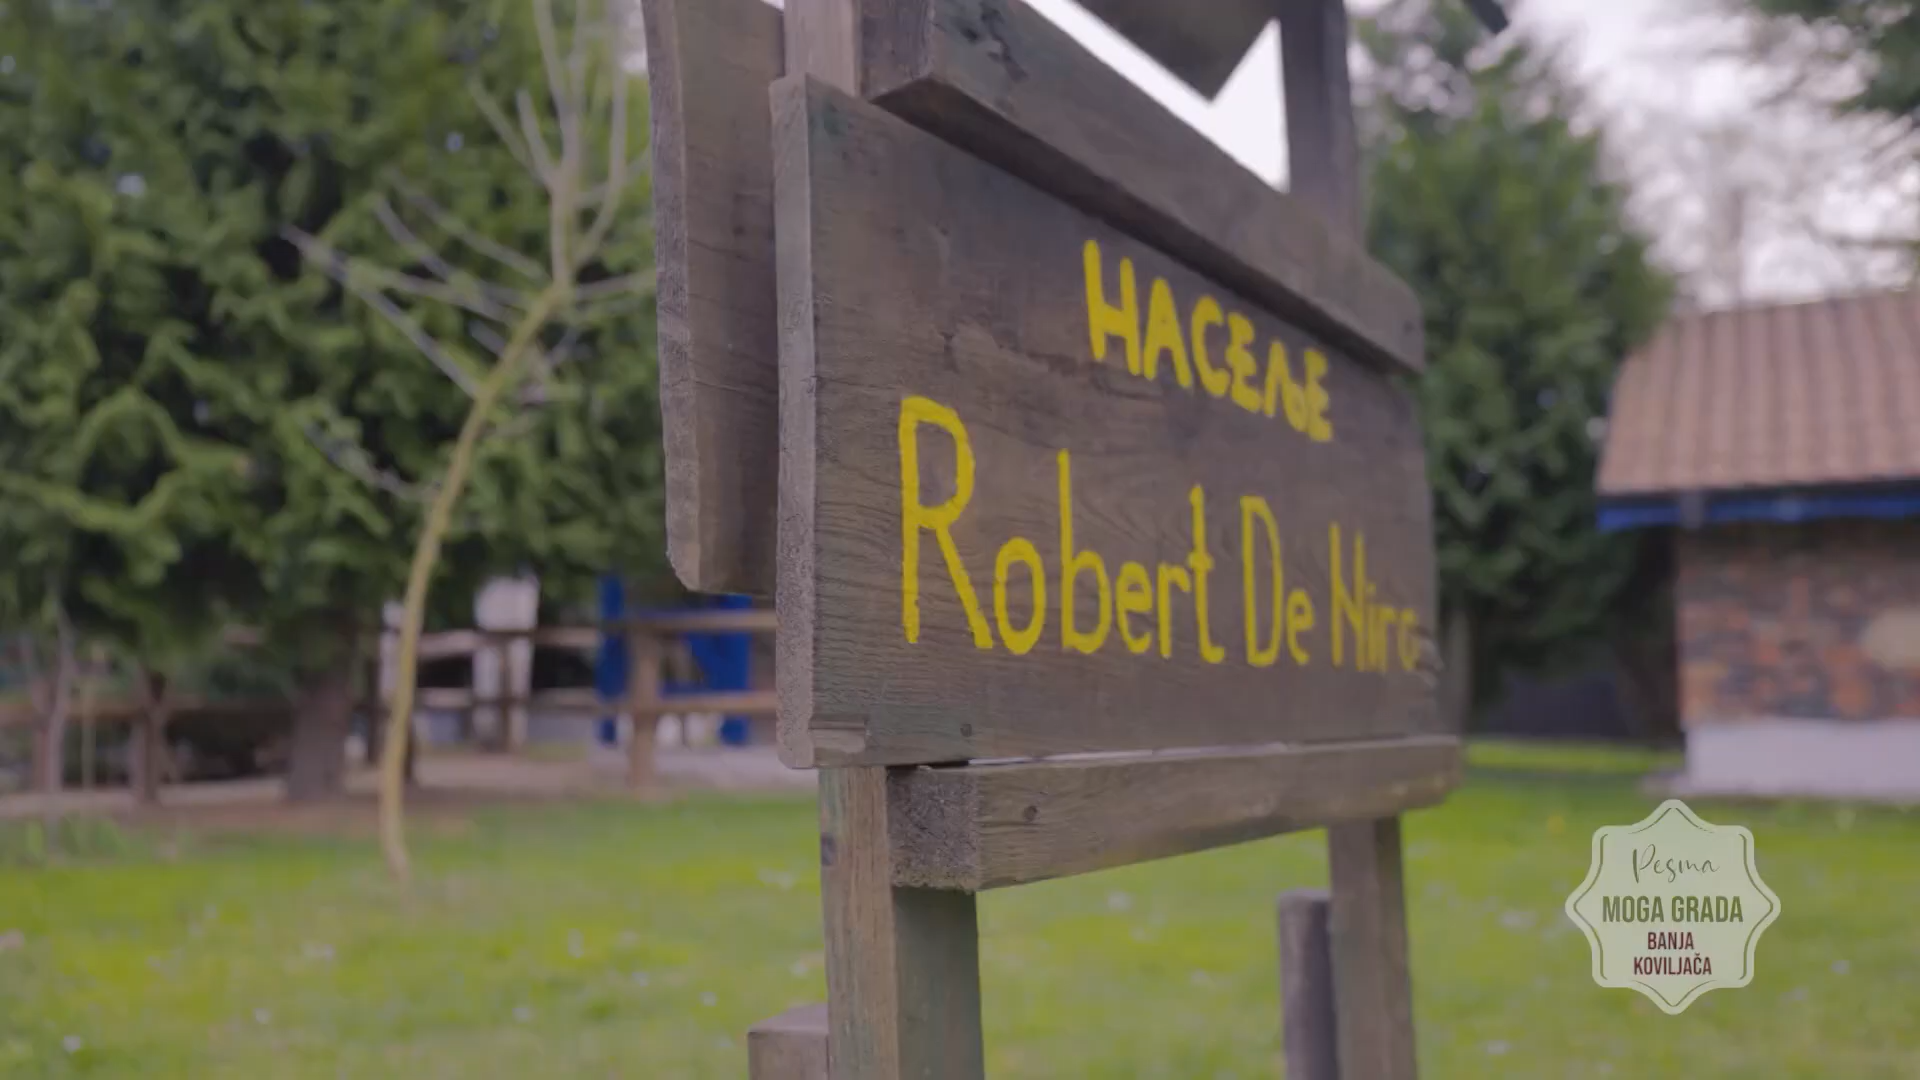 НАСЕЉЕ
Robert De Niro
Pesma
MOGA GRADA
BANJA
KOVILJAČA